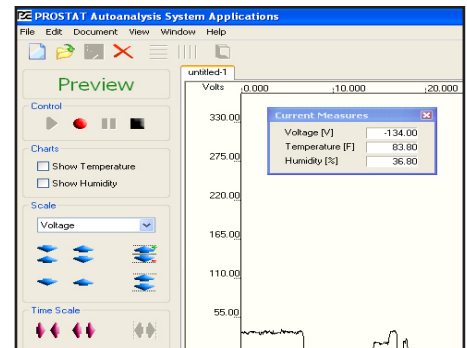 PROSTAT Autoanalysis System Applications
File Edit Document View Window Help
untitled-1
Preview
Volts 0.000 10.000 20.000
Control
330.00
Current Measures
Voltage [V] -134.00
Temperature [F] 83.80
Humidity [%] 36.80
Charts
275.00
Show Temperature
Show Humidity
220.00
Scale
Voltage
165.00
110.00
55.00
Time Scale